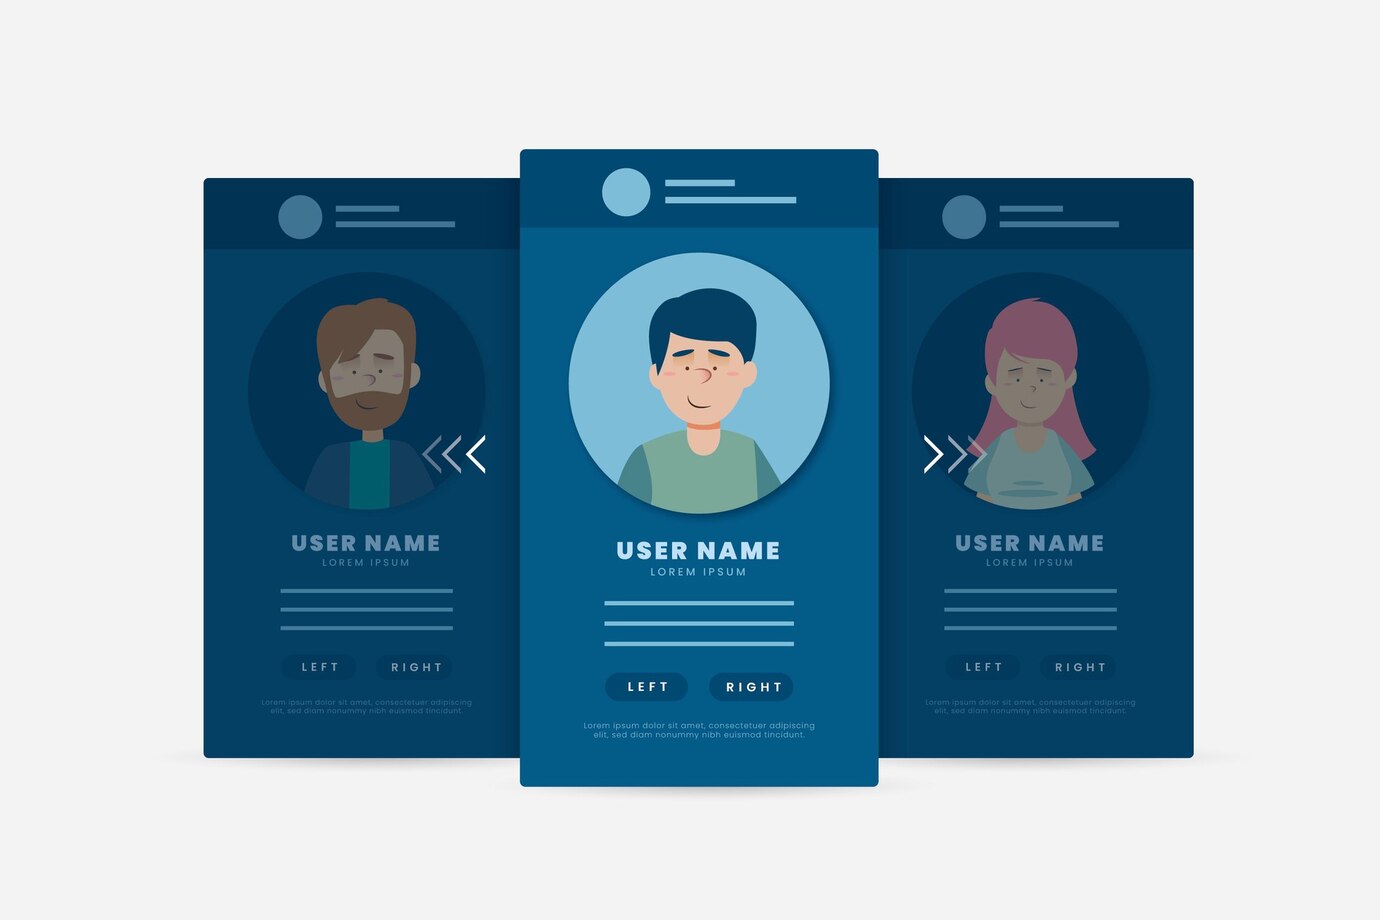 USER NAME
LOREM IPSUM
LEFT RIGHT
Lorem ipsum dolor sit amet, consectetuer adipiscing
elit, sed diam nonummy nibh euismod tincidunt.
USER NAME
LOREM IPSUM
LEFT RIGHT
Lorem ipsum dolor sit amet, consectetuer adipiscing
elit, sed diam nonummy nibh euismod tincidunt.
USER NAME
LOREM IPSUM
LEFT RIGHT
Lorem ipsum dolor sit amet, consectetuer adipiscing
elit, sed diam nonummy nibh euismod tincidunt.